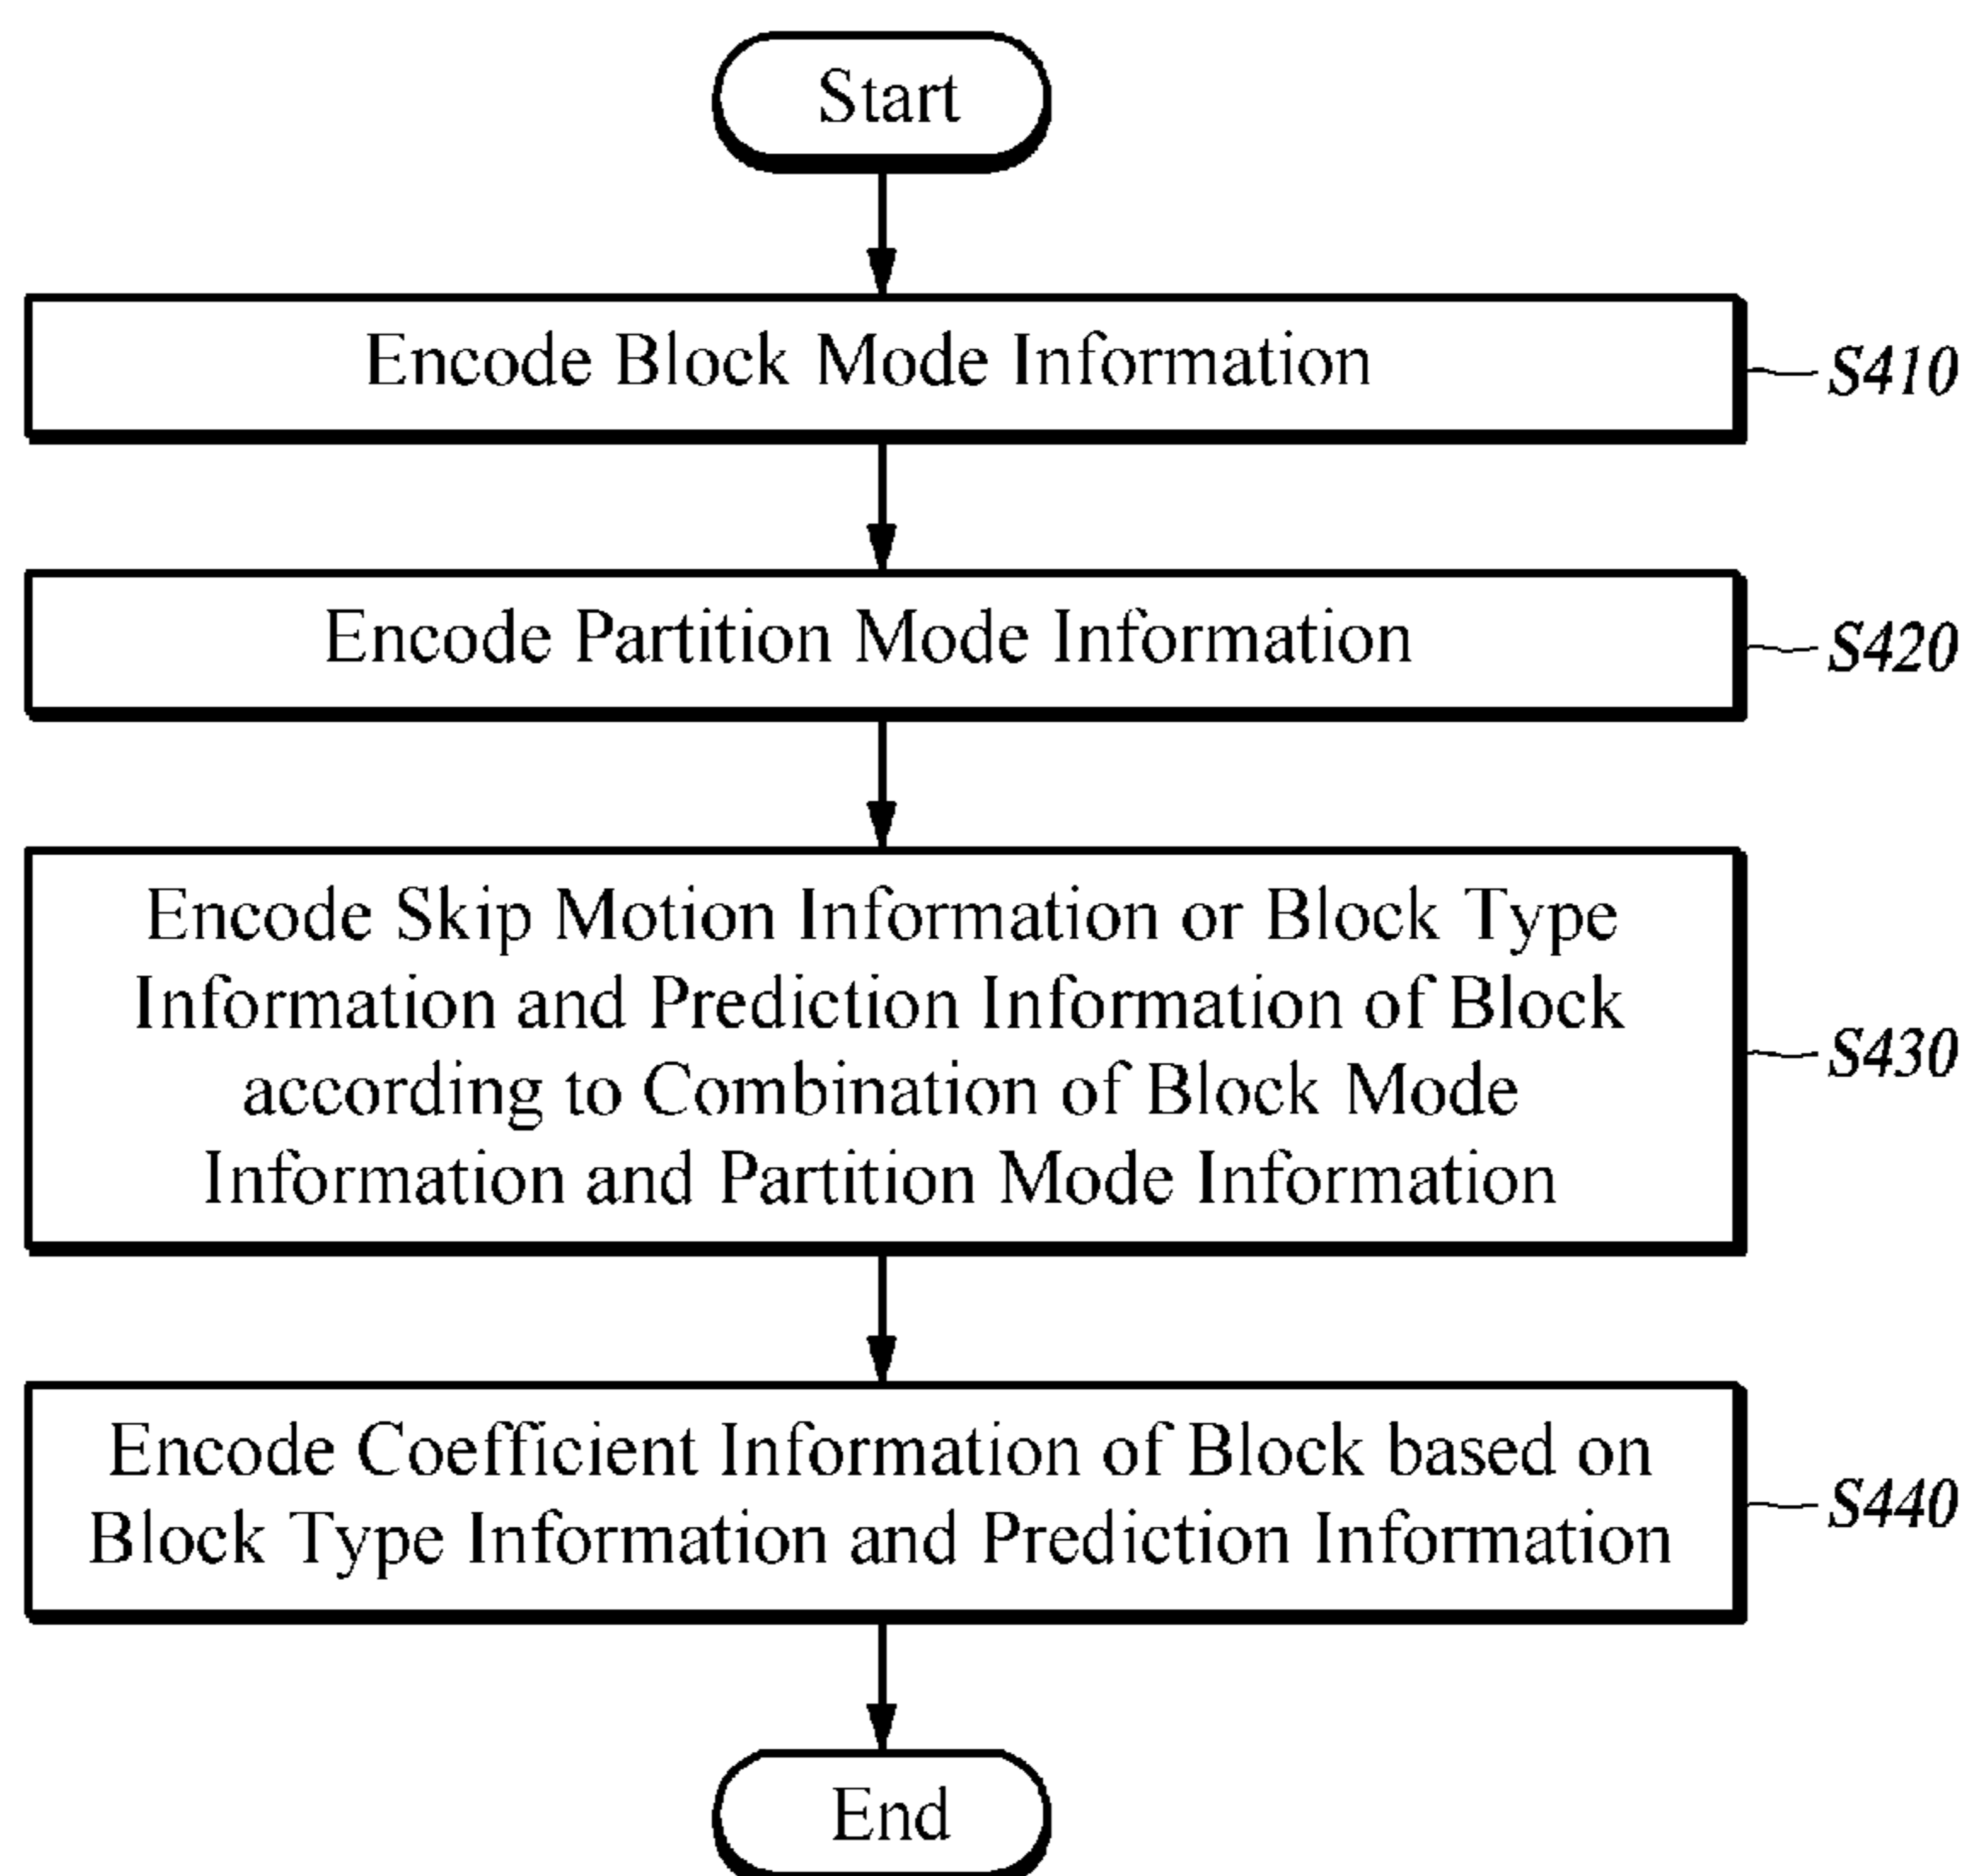 Start
Encode Block Mode Information
S410
Encode Partition Mode Information
S420
Encode Skip Motion Information or Block Type
Information and Prediction Information of Block
according to Combination of Block Mode
Information and Partition Mode Information
S430
Encode Coefficient Information of Block based on
Block Type Information and Prediction Information
S440
End